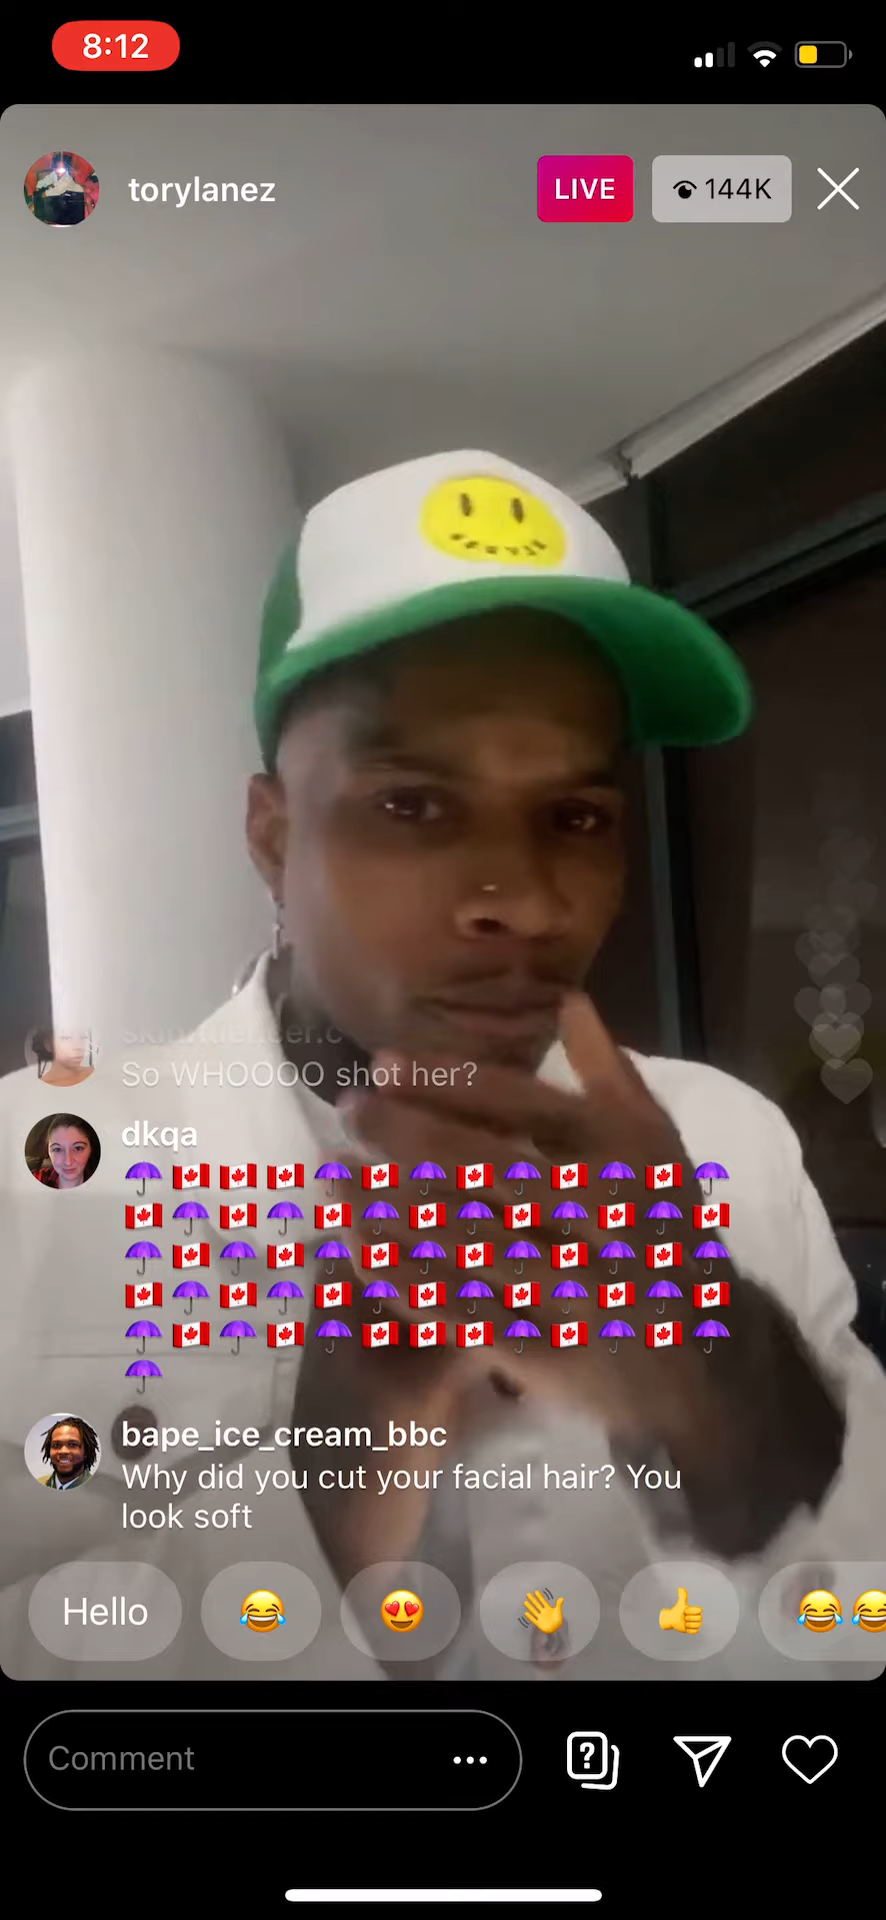 8:12
torylanez
LIVE
144K
So WHOOOO shot her?
dkqa
bape_ice_cream_bbc
Why did you cut your facial hair? You
look soft
Hello
Comment